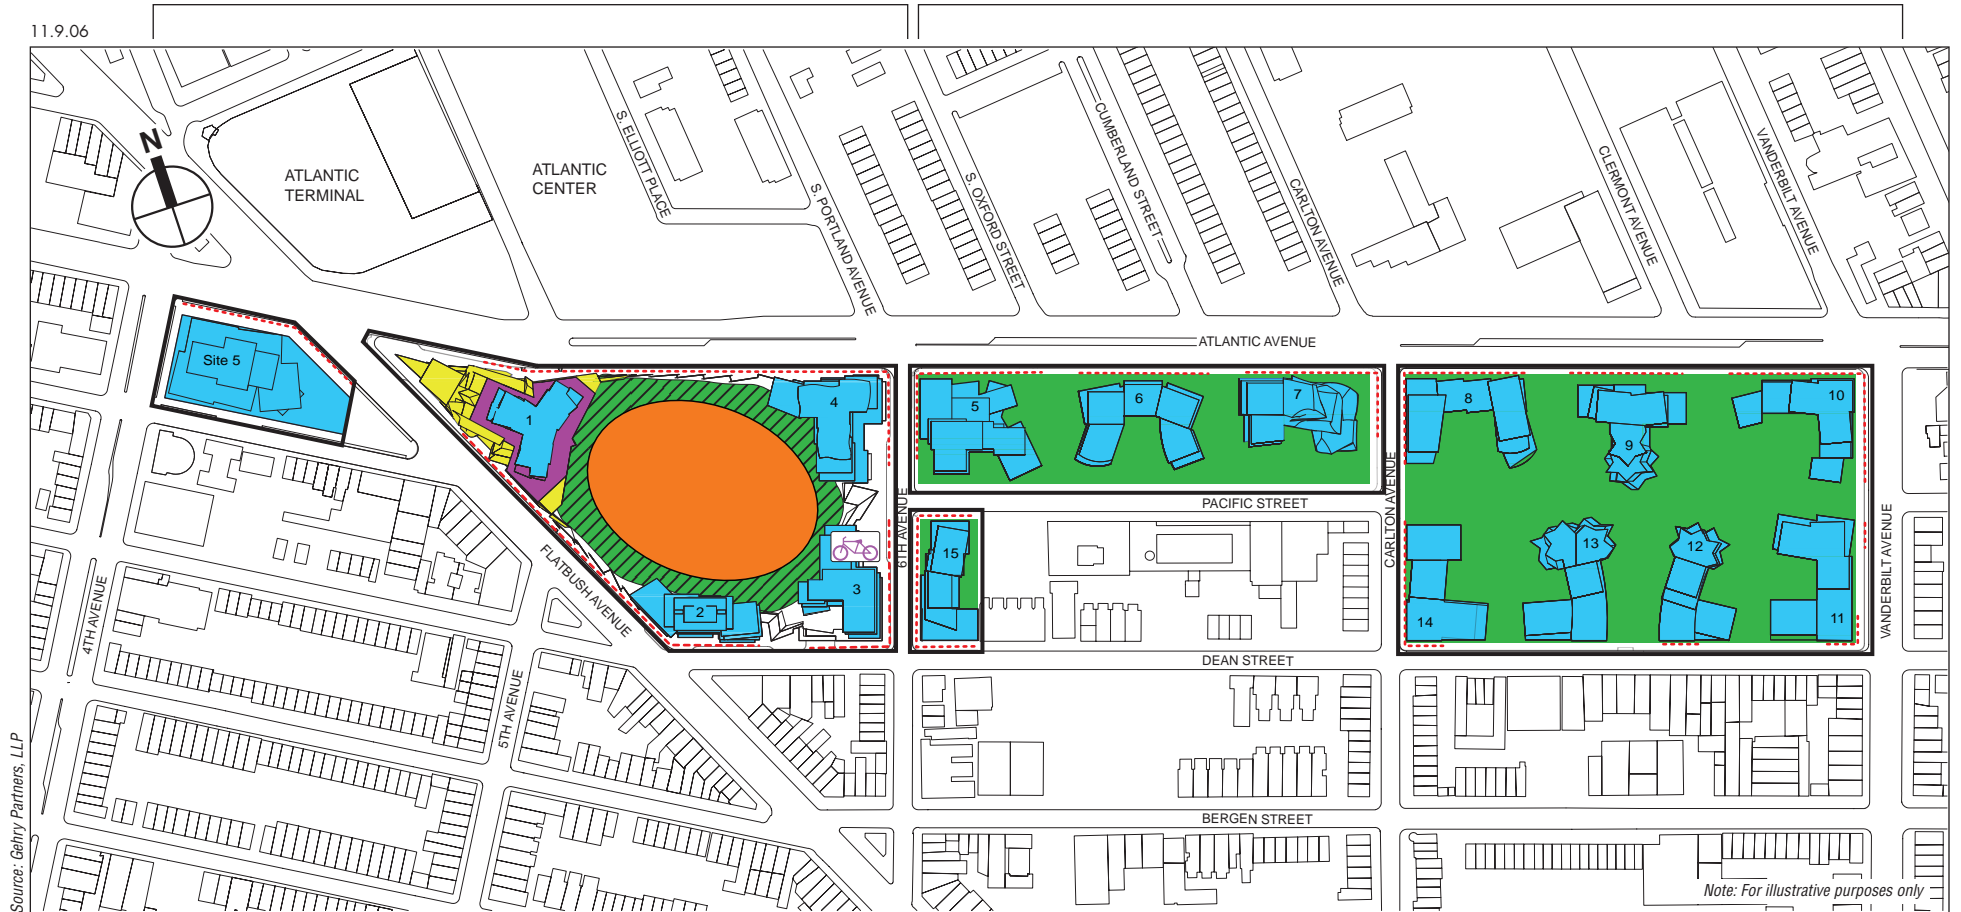 11.9.06
N
ATLANTIC
TERMINAL
ATLANTIC
CENTER
S. ELLIOTT PLACE
S. PORTLAND AVENUE
S. OXFORD STREET
CUMBERLAND STREET
CARLTON AVENUE
CLERMONT AVENUE
VANDERBILT AVENUE
ATLANTIC AVENUE
Site 5
1
4
5
6
7
8
9
10
PACIFIC STREET
6TH AVENUE
CARLTON AVENUE
VANDERBILT AVENUE
FLATBUSH AVENUE
4TH AVENUE
5TH AVENUE
2
3
15
13
12
14
11
DEAN STREET
BERGEN STREET
Source: Gehry Partners, LLP
Note: For illustrative purposes only